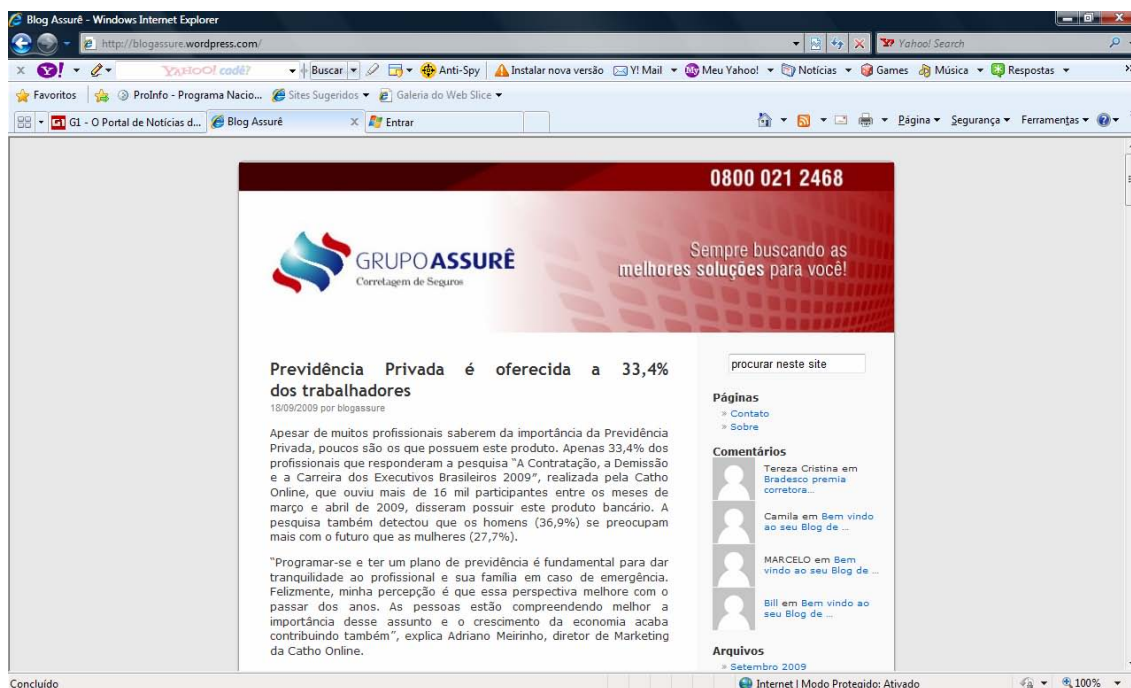 Blog Assurê - Windows Internet Explorer
http://blogassure.wordpress.com/
Yahoo! Search
Y! YAHOO! cadê? Buscar Anti-Spy Instalar nova versão Y! Mail Meu Yahoo! Notícias Games Música Respostas
Favoritos ProInfo - Programa Nacio... Sites Sugeridos Galeria do Web Slice
G1 G1 - O Portal de Notícias d... Blog Assurê X Entrar Página Segurança Ferramentas
0800 021 2468
GRUPOASSURÊ
Corretagem de Seguros
Sempre buscando as
melhores soluções para você!
Previdência Privada é oferecida a 33,4%
dos trabalhadores
18/09/2009 por blogassure
Apesar de muitos profissionais saberem da importância da Previdência
Privada, poucos são os que possuem este produto. Apenas 33,4% dos
profissionais que responderam a pesquisa "A Contratação, a Demissão
e a Carreira dos Executivos Brasileiros 2009", realizada pela Catho
Online, que ouviu mais de 16 mil participantes entre os meses de
março e abril de 2009, disseram possuir este produto bancário. A
pesquisa também detectou que os homens (36,9%) se preocupam
mais com o futuro que as mulheres (27,7%).
"Programar-se e ter um plano de previdência é fundamental para dar
tranquilidade ao profissional e sua família em caso de emergência.
Felizmente, minha percepção é que essa perspectiva melhore com o
passar dos anos. As pessoas estão compreendendo melhor a
importância desse assunto e o crescimento da economia acaba
contribuindo também", explica Adriano Meirinho, diretor de Marketing
da Catho Online.
procurar neste site
Páginas
» Contato
» Sobre
Comentários
Tereza Cristina em
Bradesco premia
corretora...
Camila em Bem vindo
ao seu Blog de ...
MARCELO em Bem
vindo ao seu Blog de ...
Bill em Bem vindo ao
seu Blog de ...
Arquivos
» Setembro 2009
Concluído
Internet | Modo Protegido: Ativado
100%